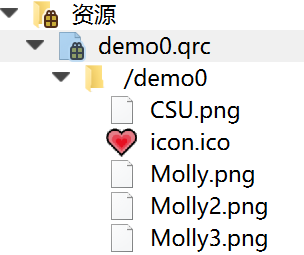 资源
demo0.qrc
/demo0
CSU.png
icon.ico
Molly.png
Molly2.png
Molly3.png